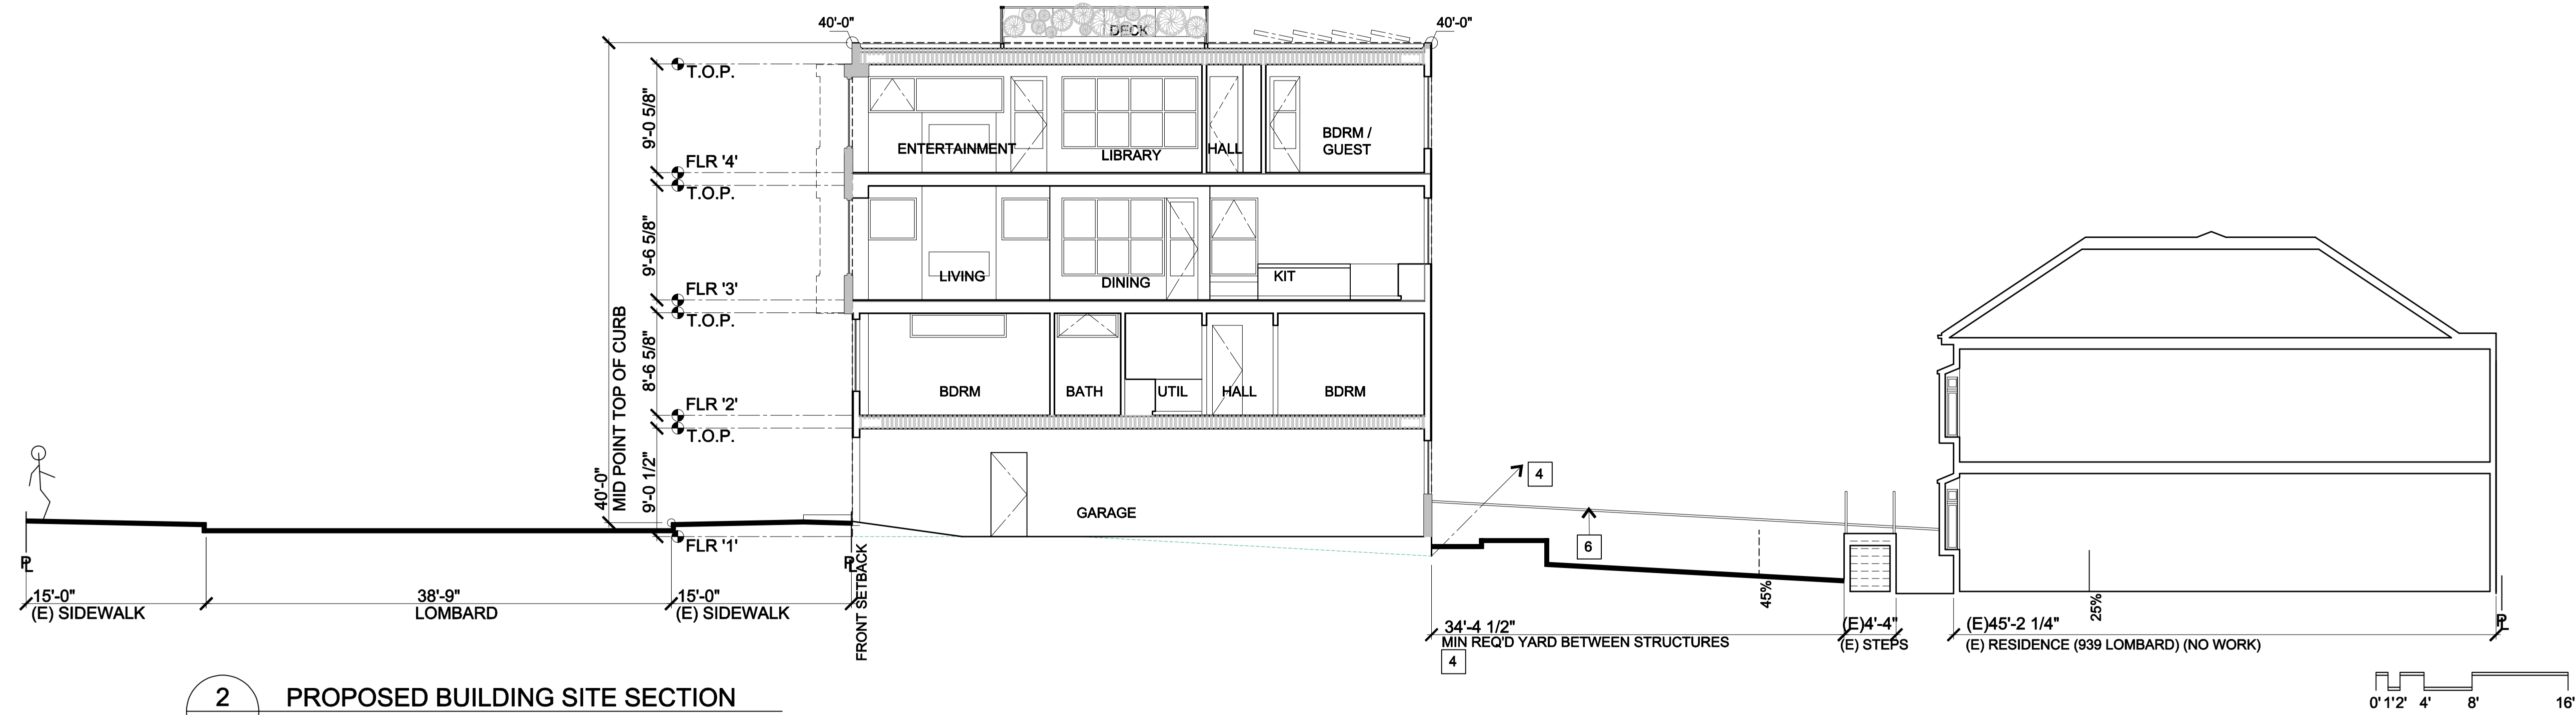 40'-0"
DECK
40'-0"
T.O.P.
9'-0 5/8"
ENTERTAINMENT
LIBRARY
HALL
BDRM /
GUEST
FLR '4'
T.O.P.
9'-6 5/8"
LIVING
DINING
KIT
FLR '3'
T.O.P.
8'-6 5/8"
BDRM
BATH
UTIL
HALL
BDRM
FLR '2'
T.O.P.
9'-0 1/2"
40'-0"
MID POINT TOP OF CURB
GARAGE
FLR '1'
4
6
PL
PL
PL
FRONT SETBACK
45%
25%
15'-0"
(E) SIDEWALK
38'-9"
LOMBARD
15'-0"
(E) SIDEWALK
34'-4 1/2"
MIN REQ'D YARD BETWEEN STRUCTURES
4
(E)4'-4"
(E) STEPS
(E)45'-2 1/4"
(E) RESIDENCE (939 LOMBARD) (NO WORK)
2
PROPOSED BUILDING SITE SECTION
0' 1' 2' 4' 8' 16'